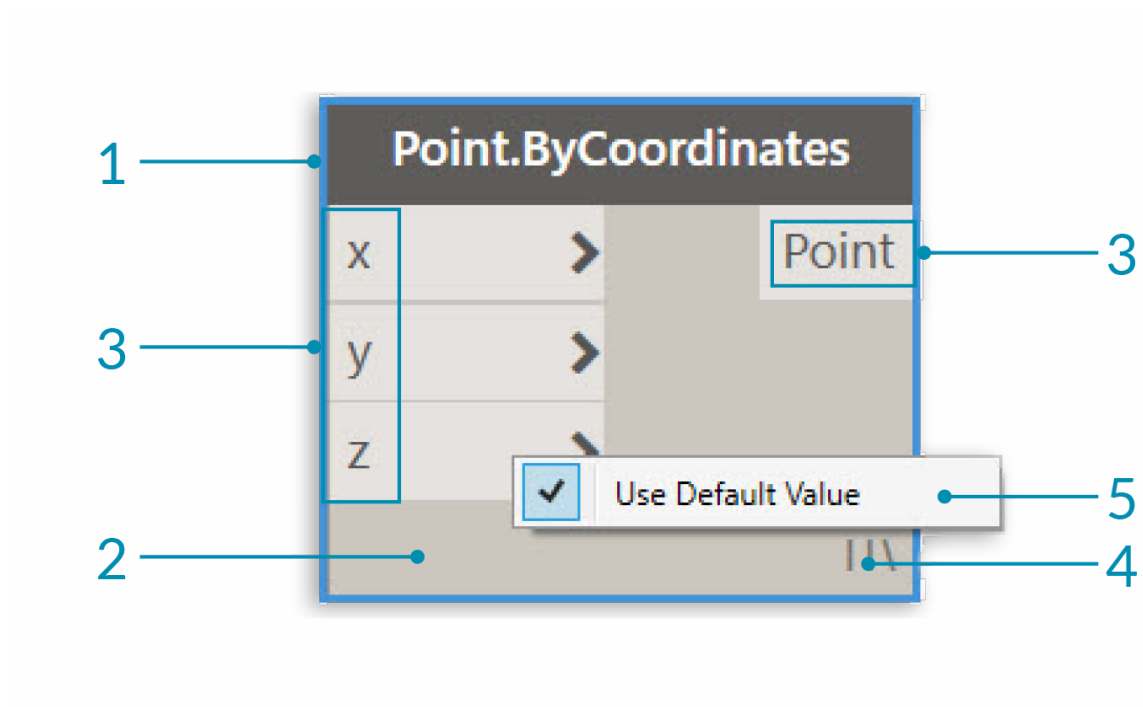 Point.ByCoordinates
1
x
Point
3
3
y
z
Use Default Value
5
2
4